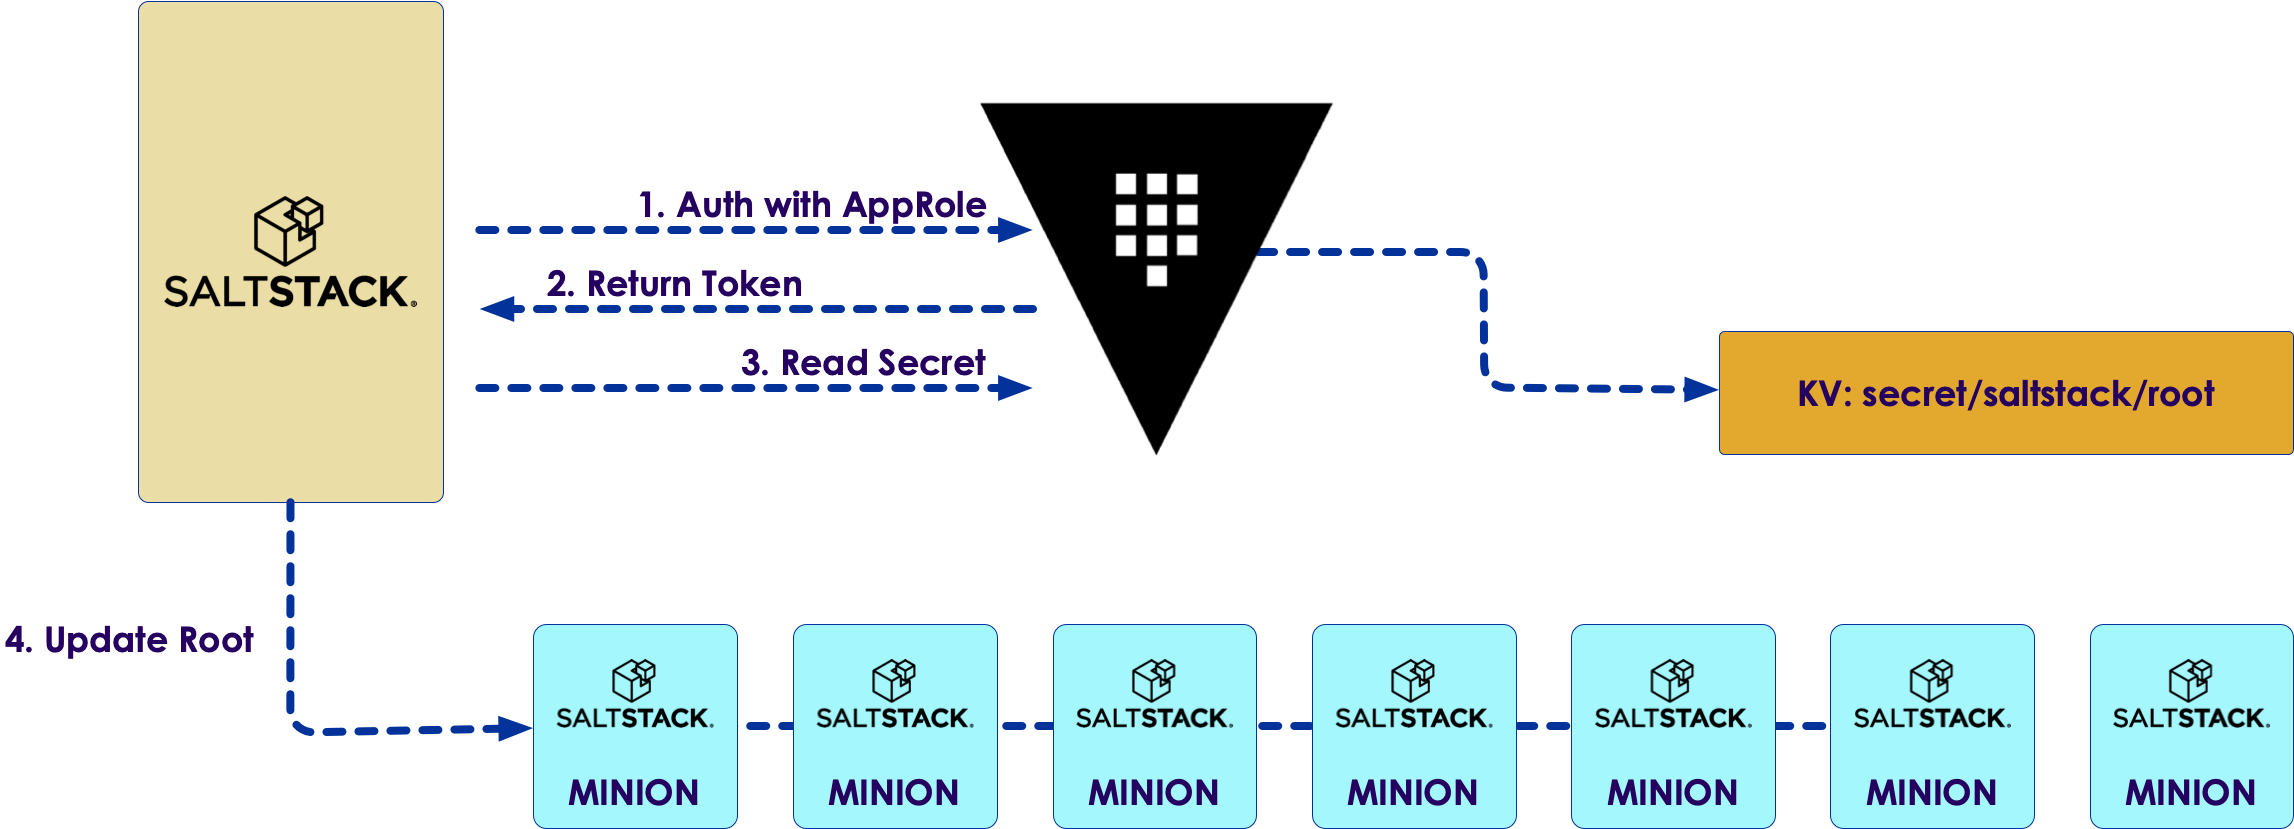 1. Auth with AppRole
SALTSTACK®
2. Return Token
3. Read Secret
KV: secret/saltstack/root
4. Update Root
SALTSTACK®
MINION
SALTSTACK®
MINION
SALTSTACK®
MINION
SALTSTACK®
MINION
SALTSTACK®
MINION
SALTSTACK®
MINION
SALTSTACK®
MINION